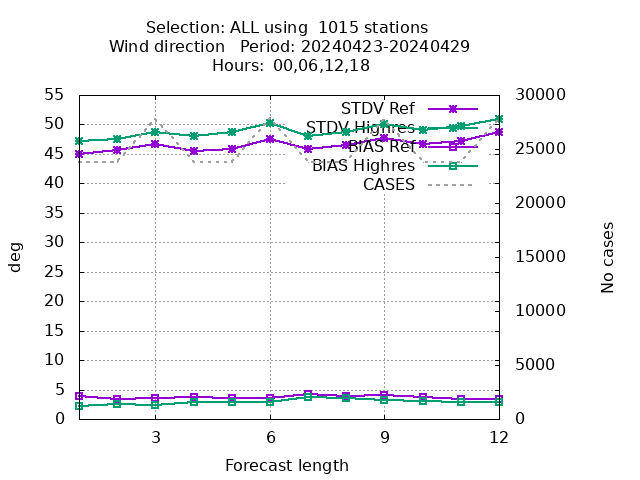 Selection: ALL using  1015 stations
Wind direction   Period: 20240423-20240429
Hours:  00,06,12,18
55
50
45
40
35
30
25
20
15
10
5
0
30000
25000
20000
15000
10000
5000
0
STDV Ref
STDV Highres
BIAS Ref
BIAS Highres
CASES
deg
No cases
3
6
9
12
Forecast length